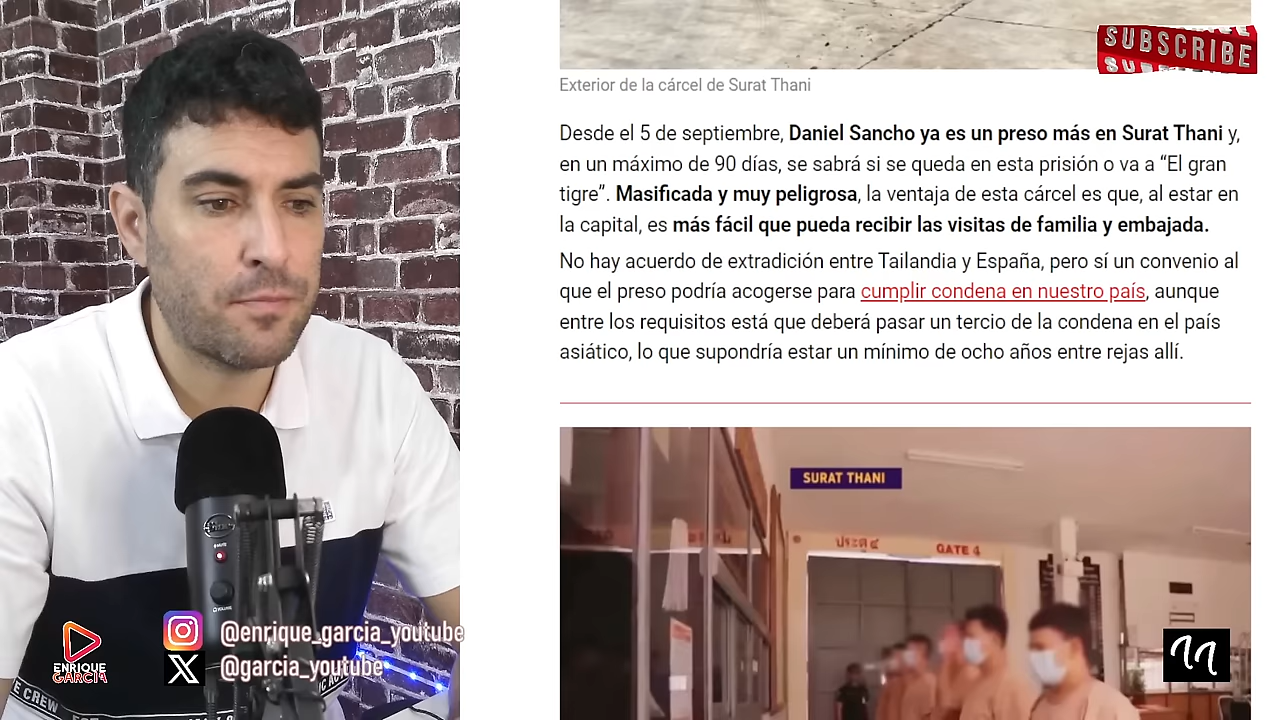 SUBSCRIBE
Exterior de la cárcel de Surat Thani
Desde el 5 de septiembre, Daniel Sancho ya es un preso más en Surat Thani y,
en un máximo de 90 días, se sabrá si se queda en esta prisión o va a “El gran
tigre”. Masificada y muy peligrosa, la ventaja de esta cárcel es que, al estar en
la capital, es más fácil que pueda recibir las visitas de familia y embajada.
No hay acuerdo de extradición entre Tailandia y España, pero sí un convenio al
que el preso podría acogerse para cumplir condena en nuestro país, aunque
entre los requisitos está que deberá pasar un tercio de la condena en el país
asiático, lo que supondría estar un mínimo de ocho años entre rejas allí.
SURAT THANI
ประตู ๔
GATE 4
ENRIQUE
GARCIA
@enrique_garcia_youtube
@garcia_youtube
E CREW